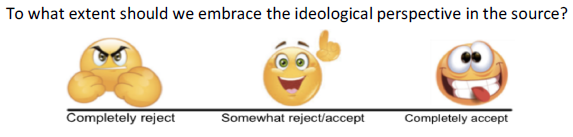 To what extent should we embrace the ideological perspective in the source?
Completely reject Somewhat reject/accept Completely accept